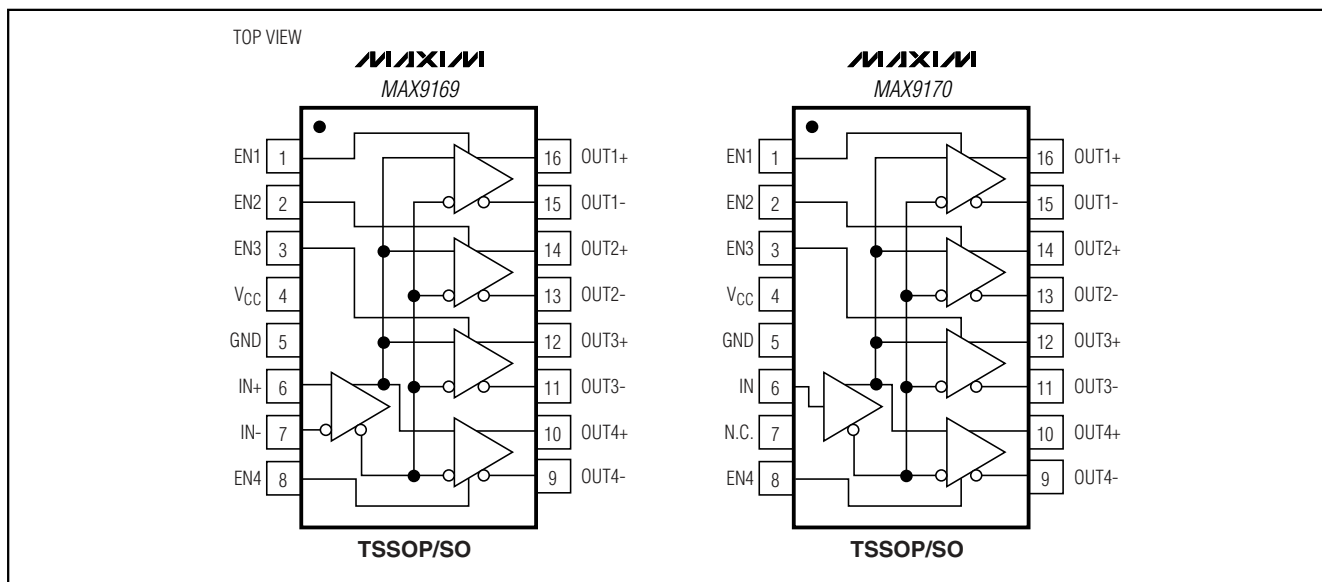 TOP VIEW
MAXIM
MAX9169
EN1 1
16 OUT1+
EN2 2
15 OUT1-
EN3 3
14 OUT2+
VCC 4
13 OUT2-
GND 5
12 OUT3+
IN+ 6
11 OUT3-
IN- 7
10 OUT4+
EN4 8
9 OUT4-
TSSOP/SO
MAXIM
MAX9170
EN1 1
16 OUT1+
EN2 2
15 OUT1-
EN3 3
14 OUT2+
VCC 4
13 OUT2-
GND 5
12 OUT3+
IN 6
11 OUT3-
N.C. 7
10 OUT4+
EN4 8
9 OUT4-
TSSOP/SO